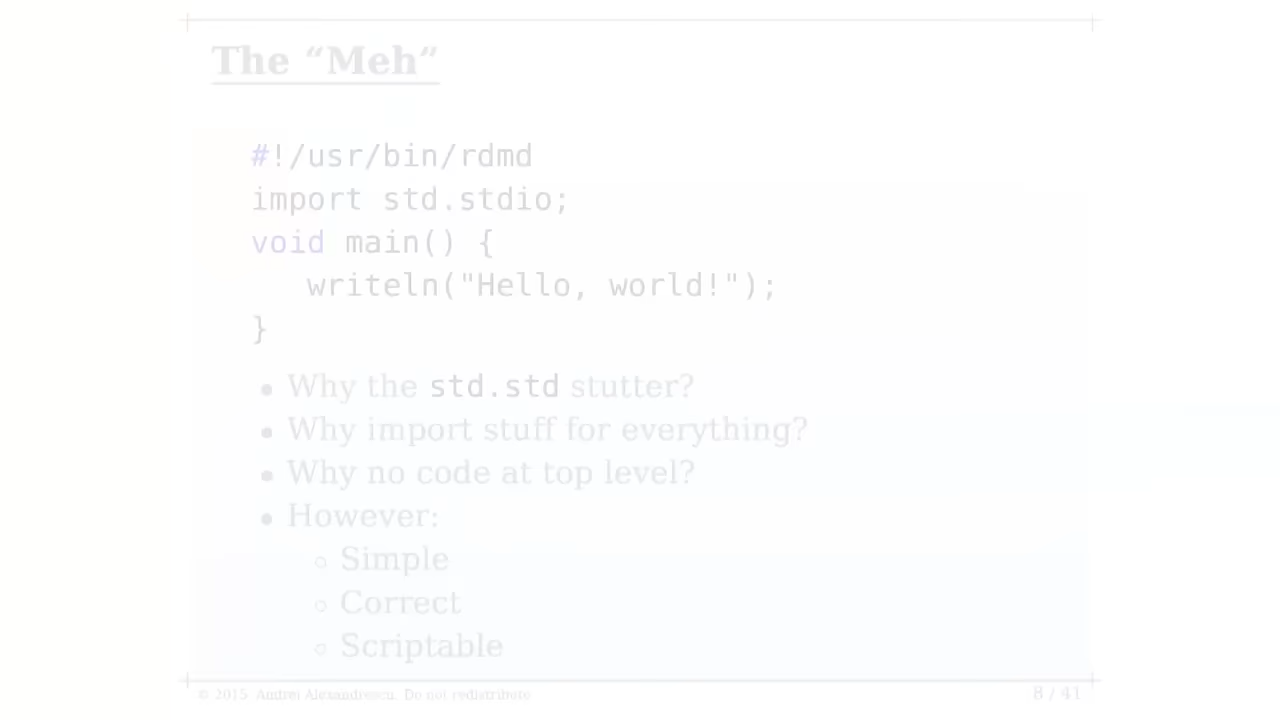 The “Meh“
#!/usr/bin/rdmd
import std.stdio;
void main() {
   writeln("Hello, world!");
}
• Why the std.std stutter?
• Why import stuff for everything?
• Why no code at top level?
• However:
◦ Simple
◦ Correct
◦ Scriptable
© 2015 Andrei Alexandrescu. Do not redistribute
8 / 41